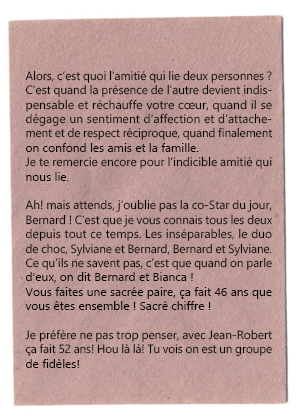 Alors, c'est quoi l'amitié qui lie deux personnes ?
C'est quand la présence de l'autre devient indis-
pensable et réchauffe votre cœur, quand il se
dégage un sentiment d'affection et d'attache-
ment et de respect réciproque, quand finalement
on confond les amis et la famille.
Je te remercie encore pour l'indicible amitié qui
nous lie.

Ah! mais attends, j'oublie pas la co-Star du jour,
Bernard ! C'est que je vous connais tous les deux
depuis tout ce temps. Les inséparables, le duo
de choc, Sylviane et Bernard, Bernard et Sylviane.
Ce qu'ils ne savent pas, c'est que quand on parle
d'eux, on dit Bernard et Bianca !
Vous faites une sacrée paire, ça fait 46 ans que
vous êtes ensemble ! Sacré chiffre !

Je préfère ne pas trop penser, avec Jean-Robert
ça fait 52 ans! Hou là là! Tu vois on est un groupe
de fidèles!